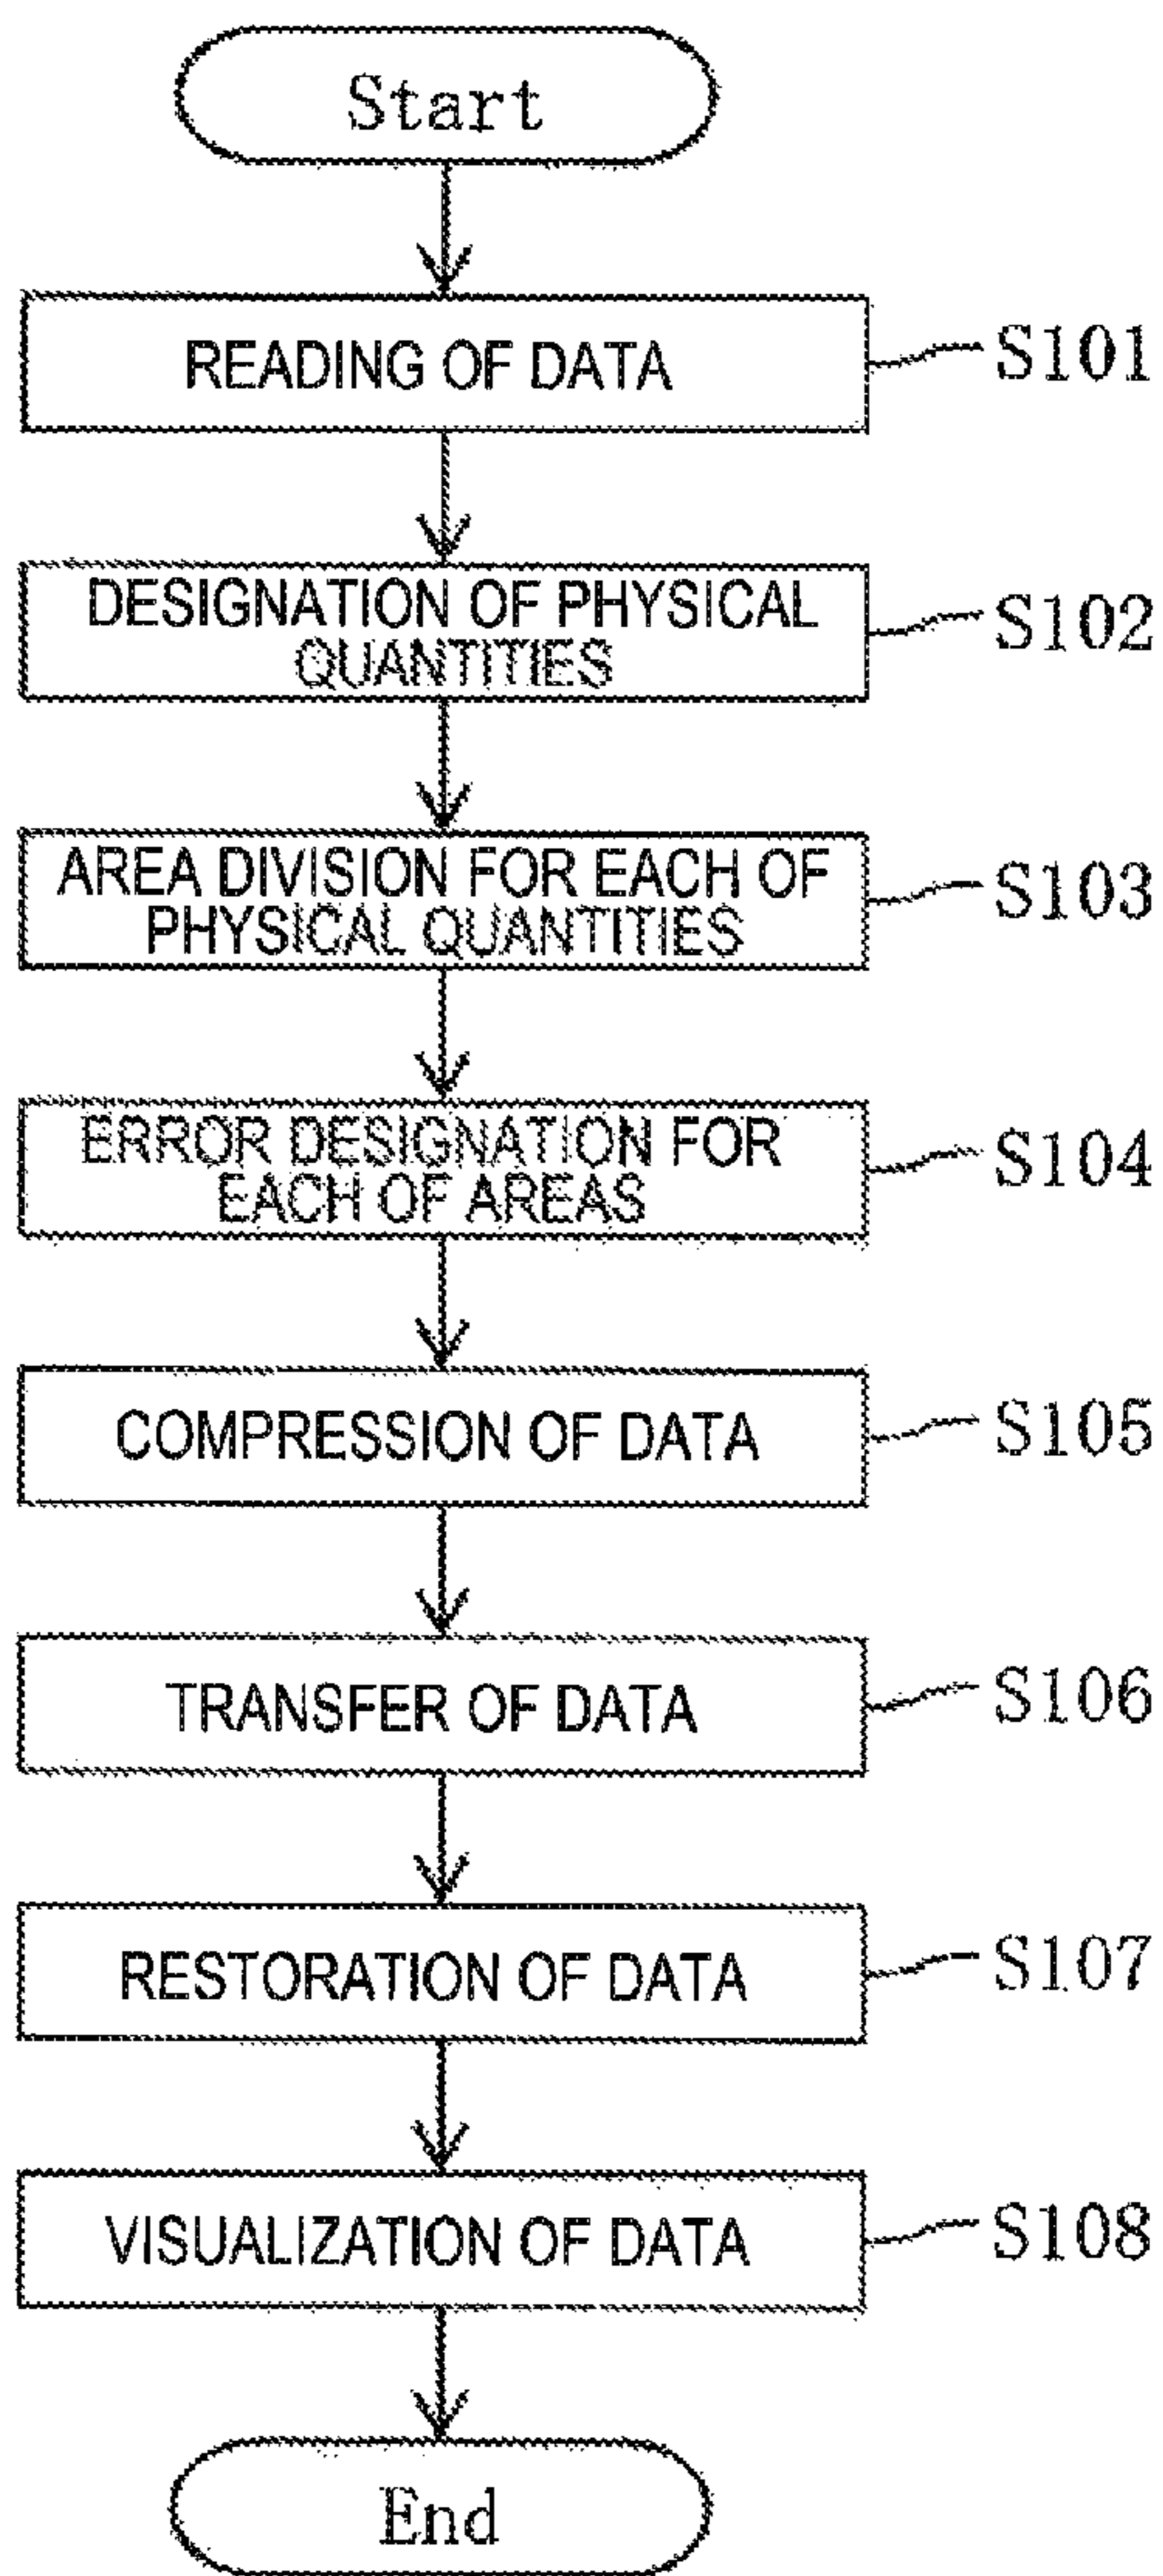 Start
READING OF DATA
S101
DESIGNATION OF PHYSICAL
QUANTITIES
S102
AREA DIVISION FOR EACH OF
PHYSICAL QUANTITIES
S103
ERROR DESIGNATION FOR
EACH OF AREAS
S104
COMPRESSION OF DATA
S105
TRANSFER OF DATA
S106
RESTORATION OF DATA
S107
VISUALIZATION OF DATA
S108
End